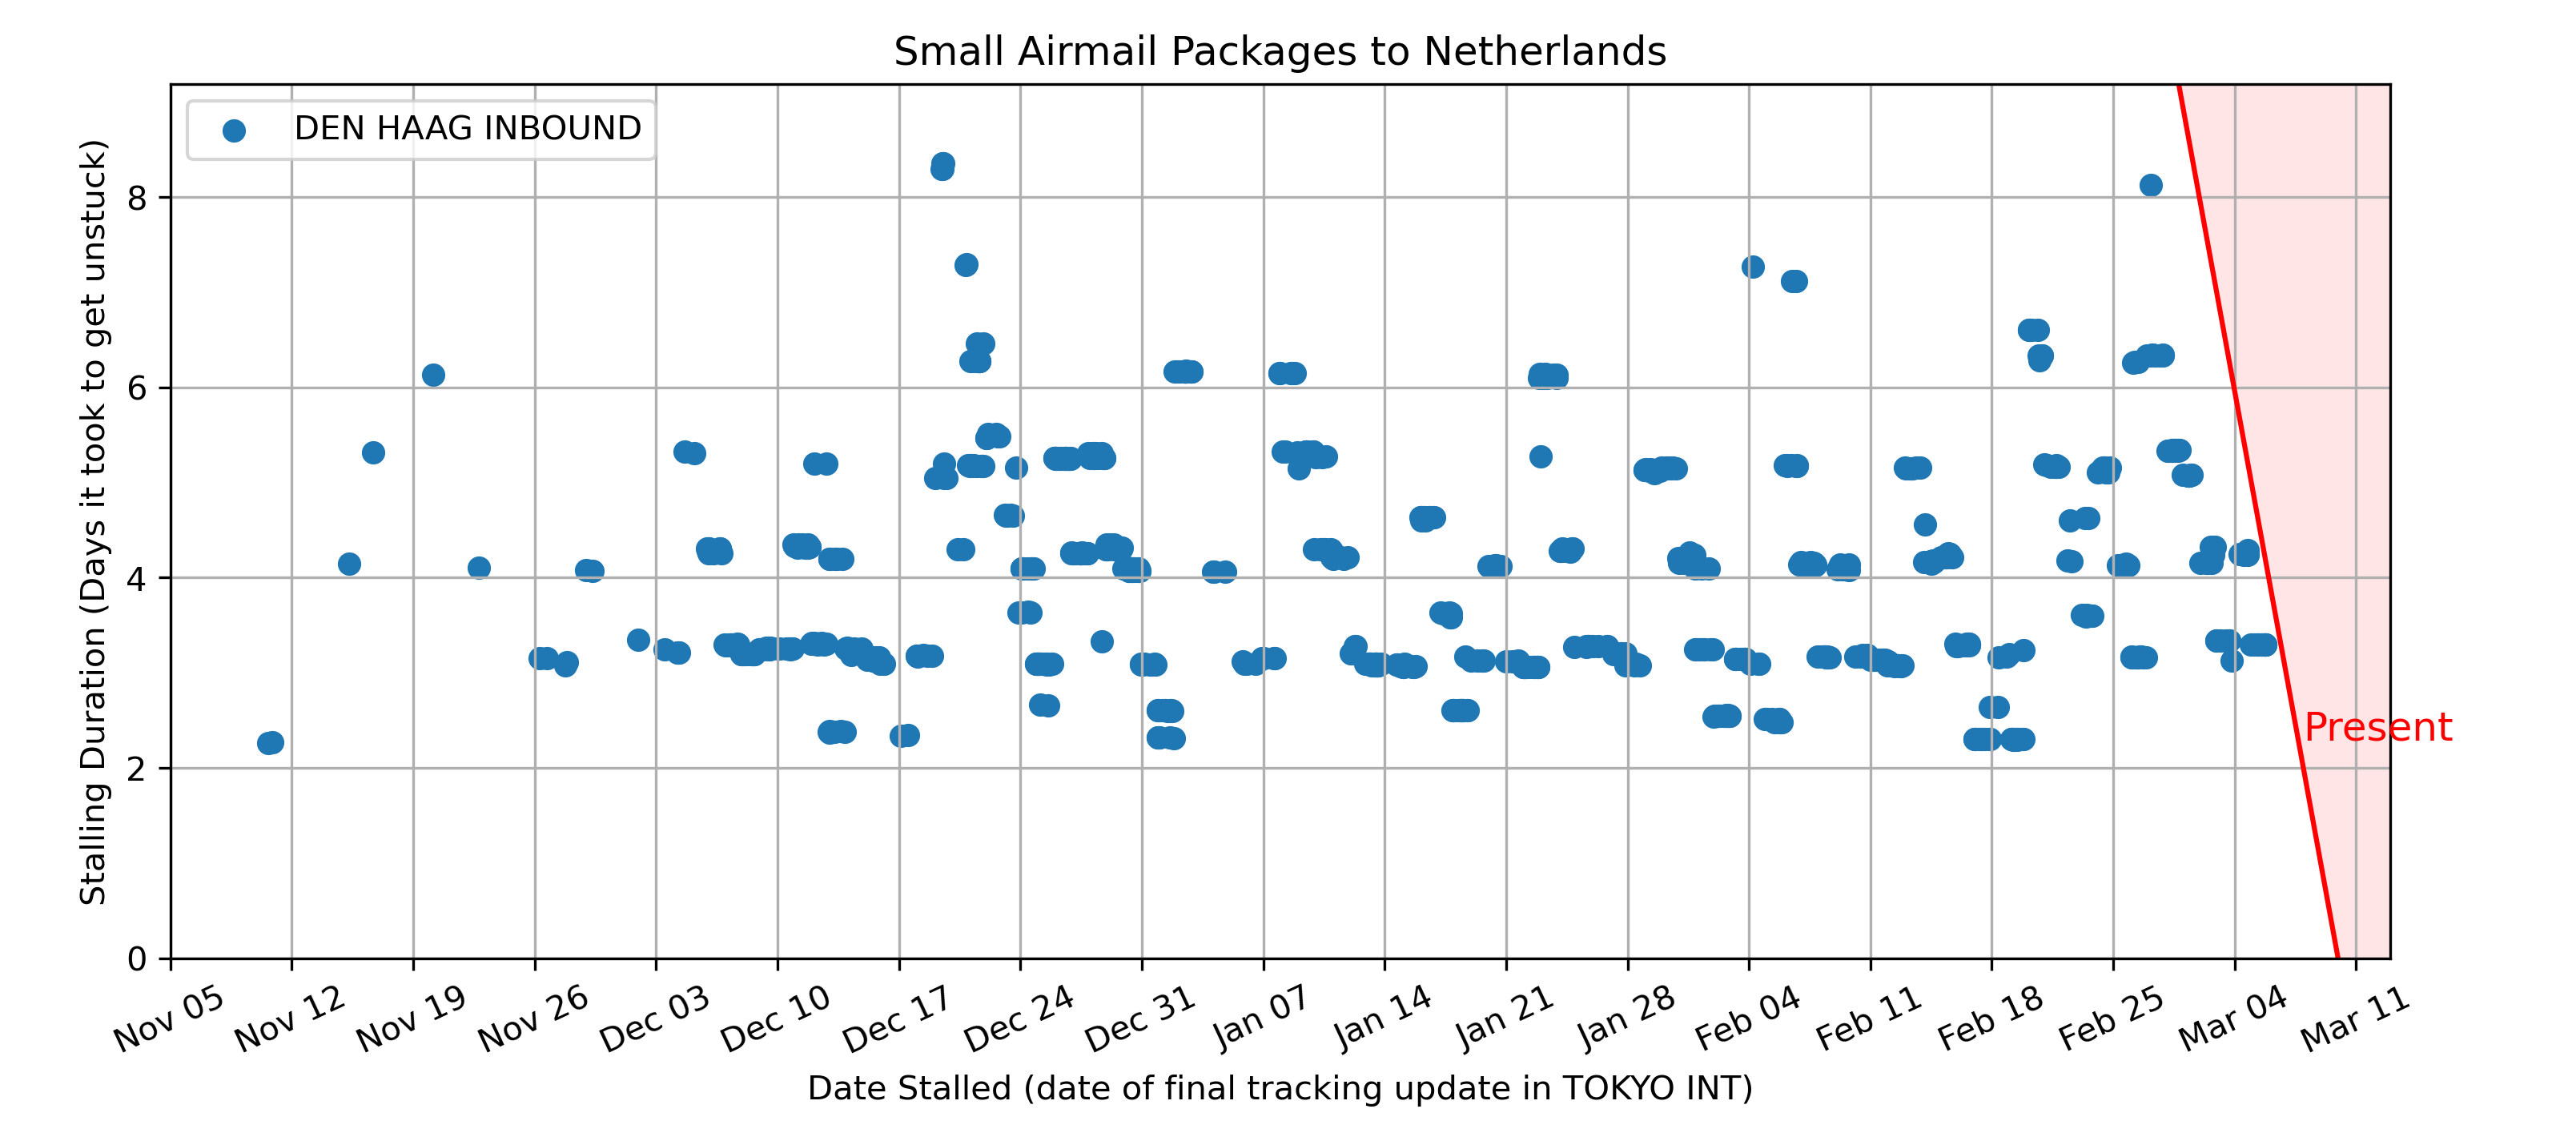 Small Airmail Packages to Netherlands
DEN HAAG INBOUND
Stalling Duration (Days it took to get unstuck)
8
6
4
2
0
Present
Nov 05
Nov 12
Nov 19
Nov 26
Dec 03
Dec 10
Dec 17
Dec 24
Dec 31
Jan 07
Jan 14
Jan 21
Jan 28
Feb 04
Feb 11
Feb 18
Feb 25
Mar 04
Mar 11
Date Stalled (date of final tracking update in TOKYO INT)